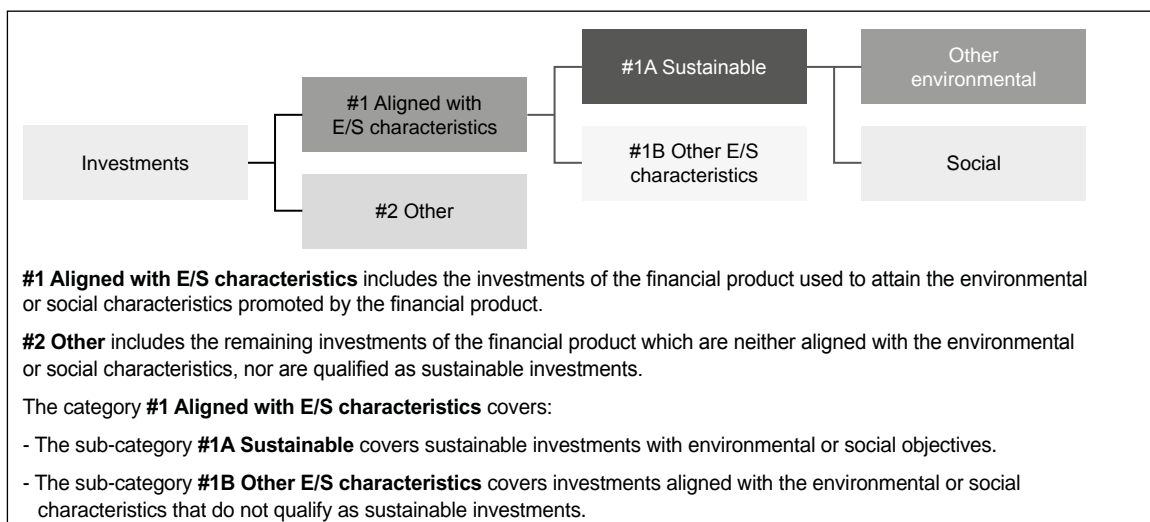 #1A Sustainable
Other
environmental
#1 Aligned with
E/S characteristics
Investments
#1B Other E/S
characteristics
Social
#2 Other
#1 Aligned with E/S characteristics includes the investments of the financial product used to attain the environmental
or social characteristics promoted by the financial product.
#2 Other includes the remaining investments of the financial product which are neither aligned with the environmental
or social characteristics, nor are qualified as sustainable investments.
The category #1 Aligned with E/S characteristics covers:
- The sub-category #1A Sustainable covers sustainable investments with environmental or social objectives.
- The sub-category #1B Other E/S characteristics covers investments aligned with the environmental or social
characteristics that do not qualify as sustainable investments.